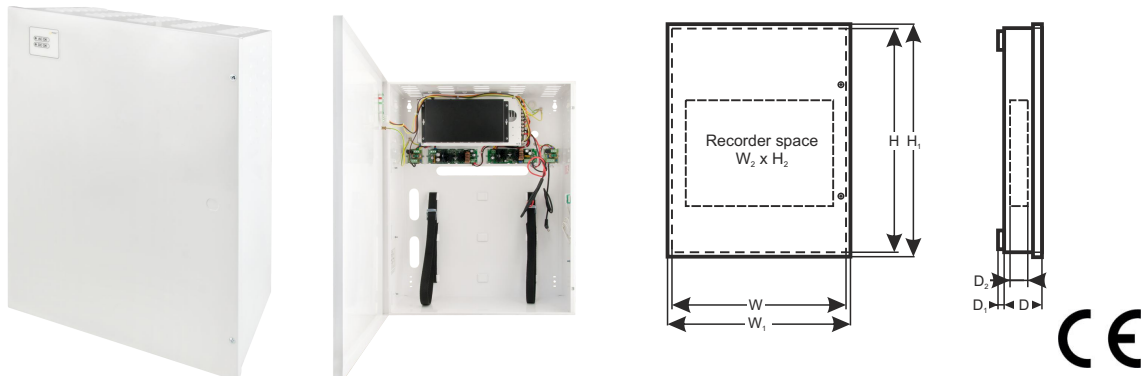 Recorder space
W₂ x H₂
H
H₁
W
W₁
D₂
D₁
D
CE